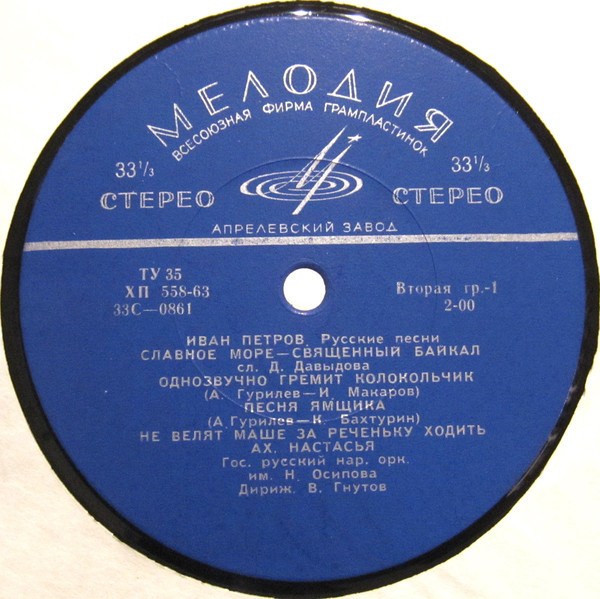 МЕЛОДИЯ
ВСЕСОЮЗНАЯ ФИРМА ГРАМПЛАСТИНОК
33⅓ 33⅓
СТЕРЕО СТЕРЕО
АПРЕЛЕВСКИЙ ЗАВОД
ТУ 35
ХП 558-63 Вторая гр.-1
33С—0861 2-00
ИВАН ПЕТРОВ. Русские песни
СЛАВНОЕ МОРЕ—СВЯЩЕННЫЙ БАЙКАЛ
сл. Д. Давыдова
ОДНОЗВУЧНО ГРЕМИТ КОЛОКОЛЬЧИК
(А. Гурилев—И. Макаров)
ПЕСНЯ ЯМЩИКА
(А.Гурилев—К. Бахтурин)
НЕ ВЕЛЯТ МАШЕ ЗА РЕЧЕНЬКУ ХОДИТЬ
АХ, НАСТАСЬЯ
Гос. русский нар. орк.
им. Н. Осипова
Дириж. В. Гнутов